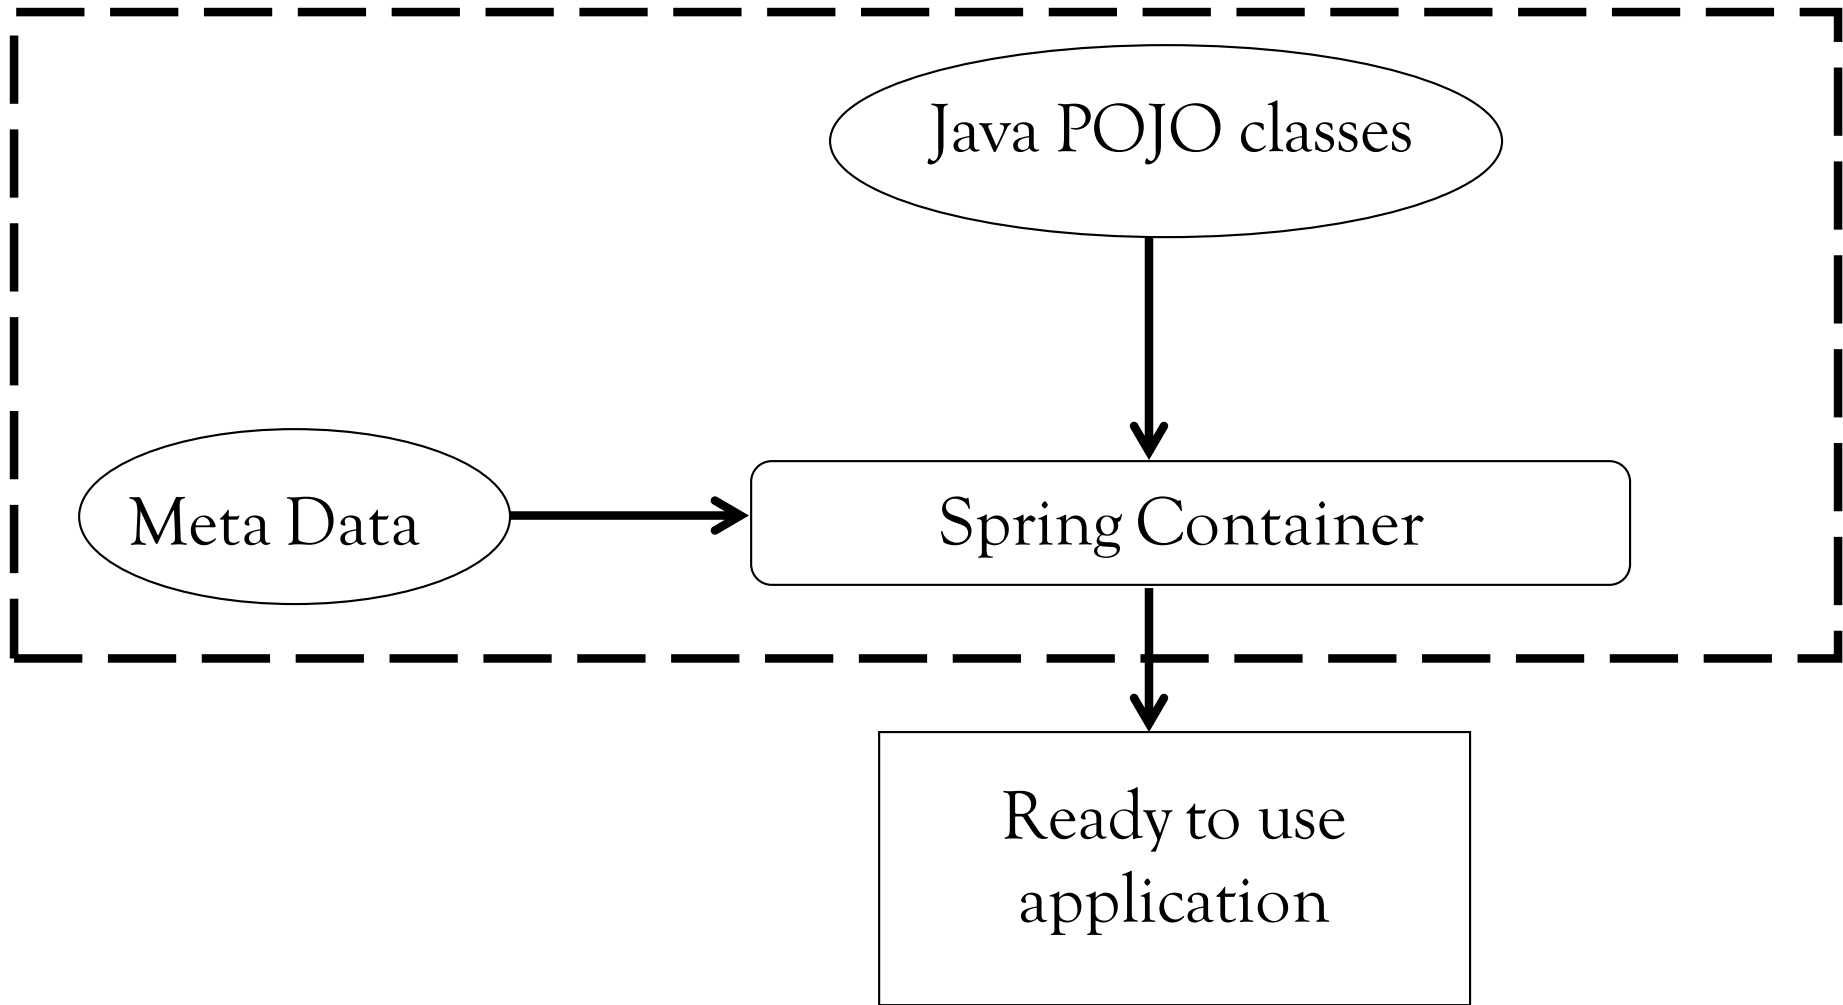 Java POJO classes
Meta Data
Spring Container
Ready to use
application